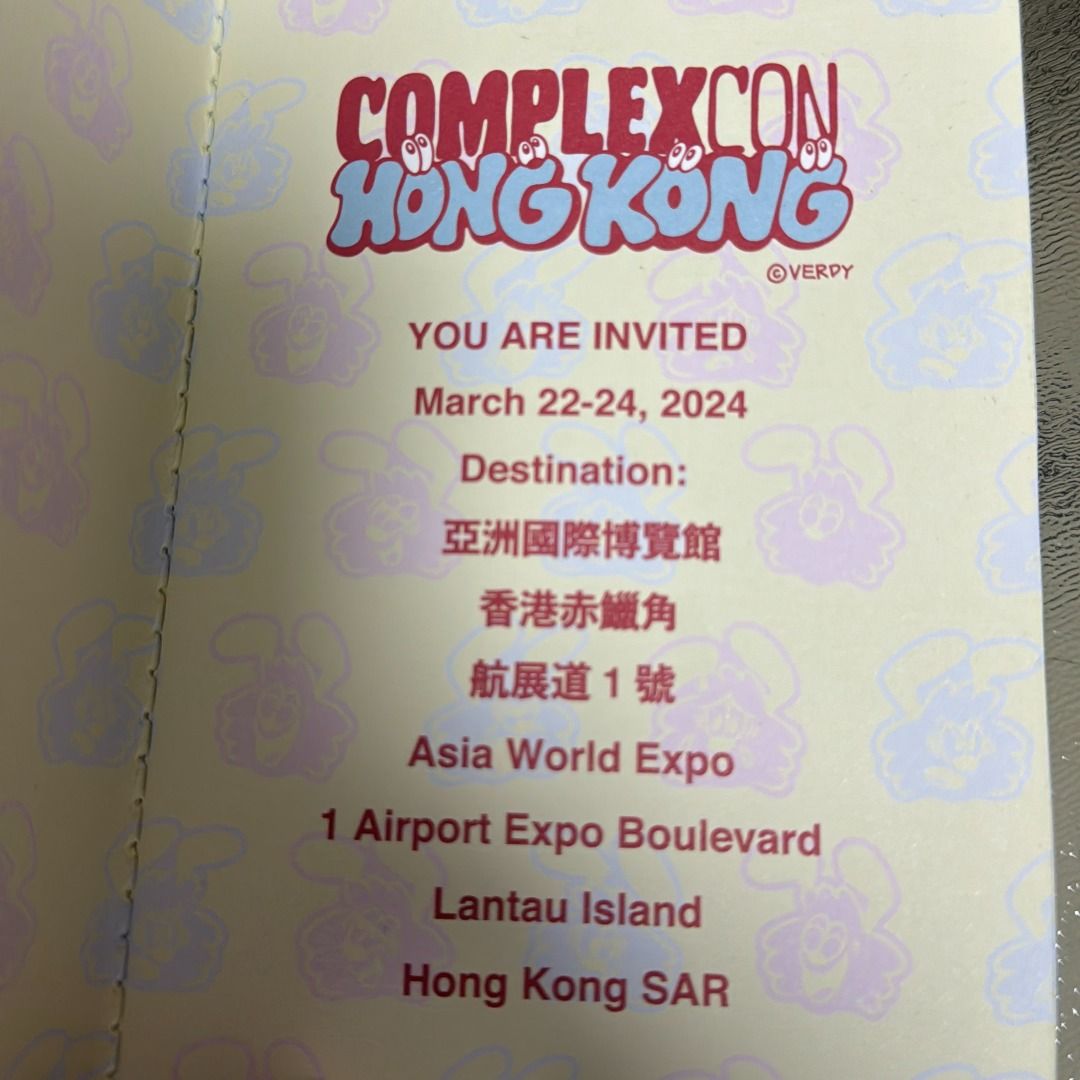 COMPLEXCON
HONG KONG
©VERDY
YOU ARE INVITED
March 22-24, 2024
Destination:
亞洲國際博覽館
香港赤鱲角
航展道 1 號
Asia World Expo
1 Airport Expo Boulevard
Lantau Island
Hong Kong SAR